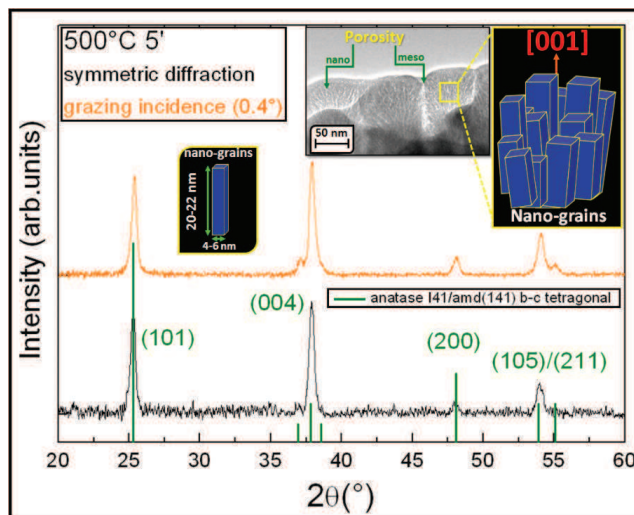 500°C 5'
symmetric diffraction
grazing incidence (0.4°)
Porosity
nano
meso
50 nm
[001]
Nano-grains
nano-grains
20-22 nm
4-6 nm
Intensity (arb.units)
anatase I41/amd(141) b-c tetragonal
(101)
(004)
(200)
(105)/(211)
20 25 30 35 40 45 50 55 60
2θ(°)